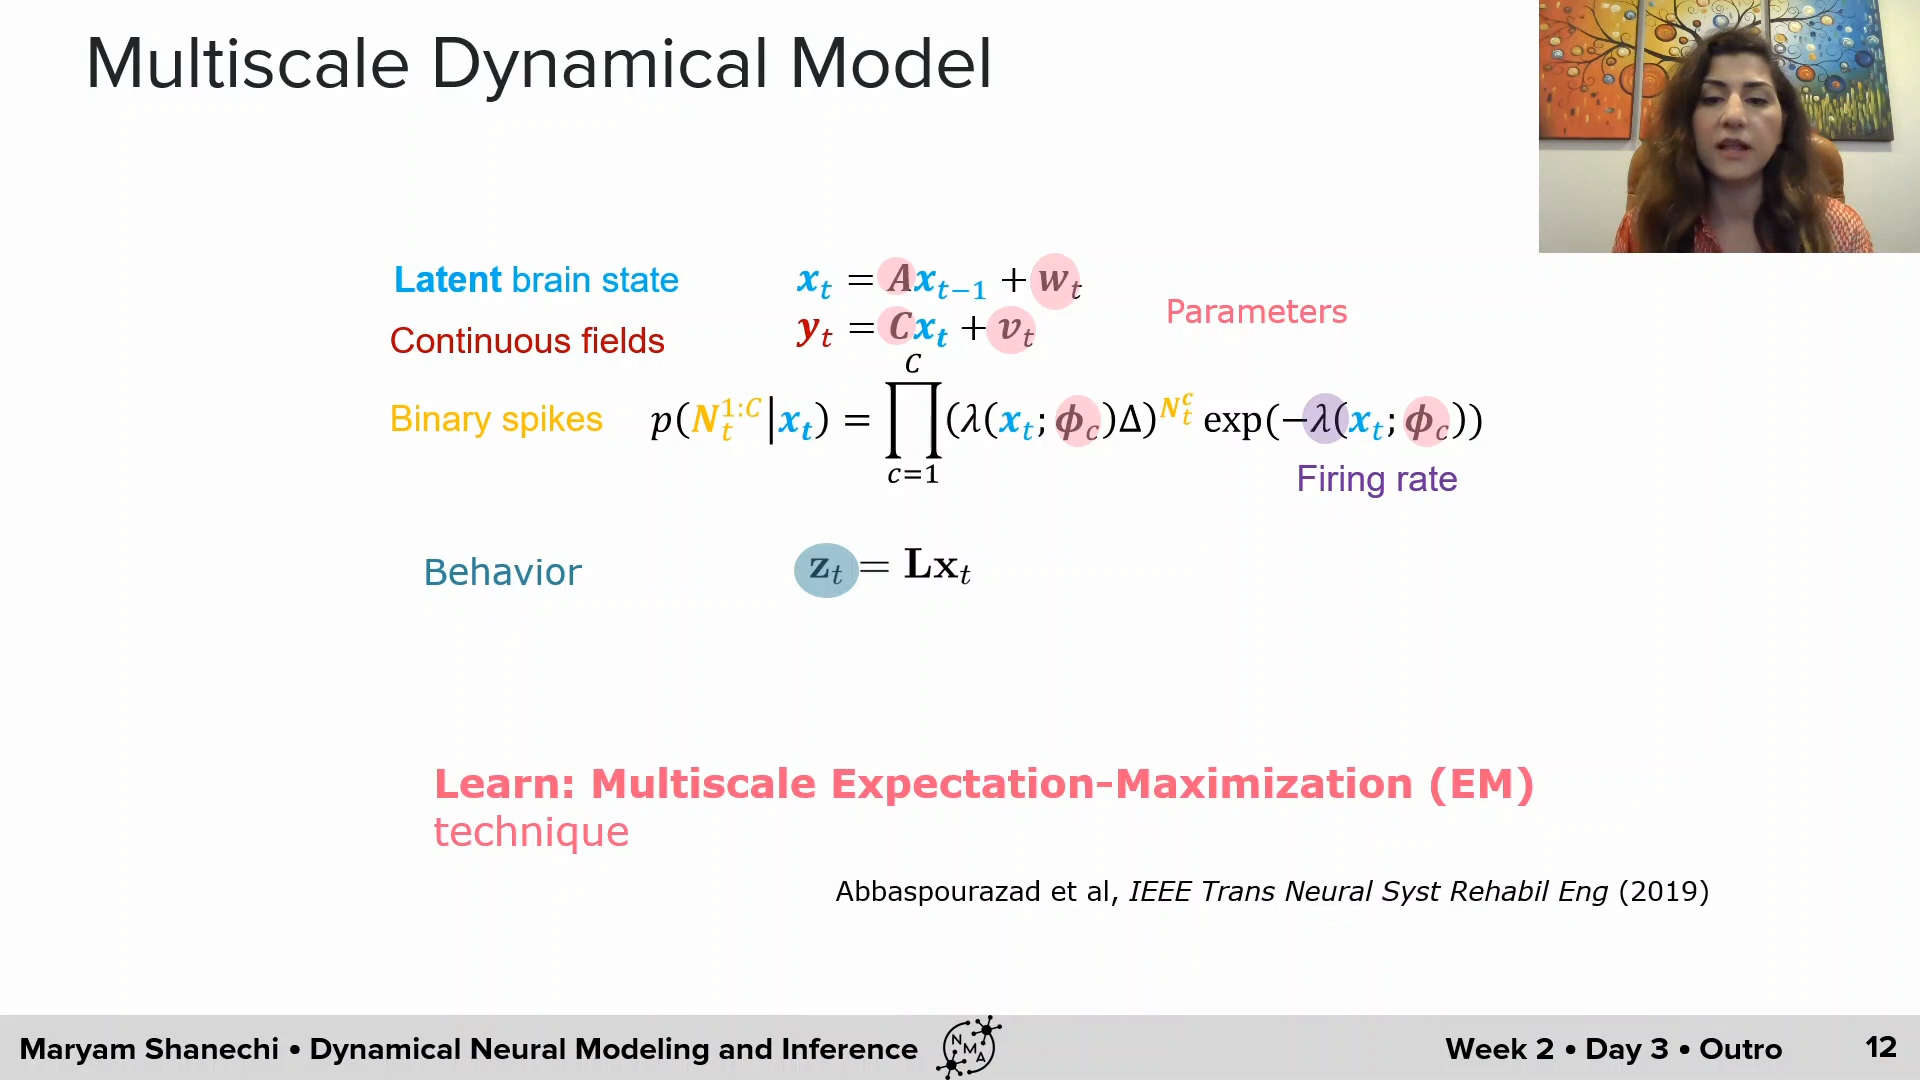 Multiscale Dynamical Model
Latent brain state
x_t = Ax_{t−1} + w_t
Parameters
Continuous fields
y_t = Cx_t + v_t
Binary spikes
p(N_t^{1:C}|x_t) = ∏_{c=1}^{C} (λ(x_t; ϕ_c)Δ)^{N_t^c} exp(−λ(x_t; ϕ_c))
Firing rate
Behavior
z_t = Lx_t
Learn: Multiscale Expectation-Maximization (EM)
technique
Abbaspourazad et al, IEEE Trans Neural Syst Rehabil Eng (2019)
Maryam Shanechi • Dynamical Neural Modeling and Inference
NMA
Week 2 • Day 3 • Outro
12